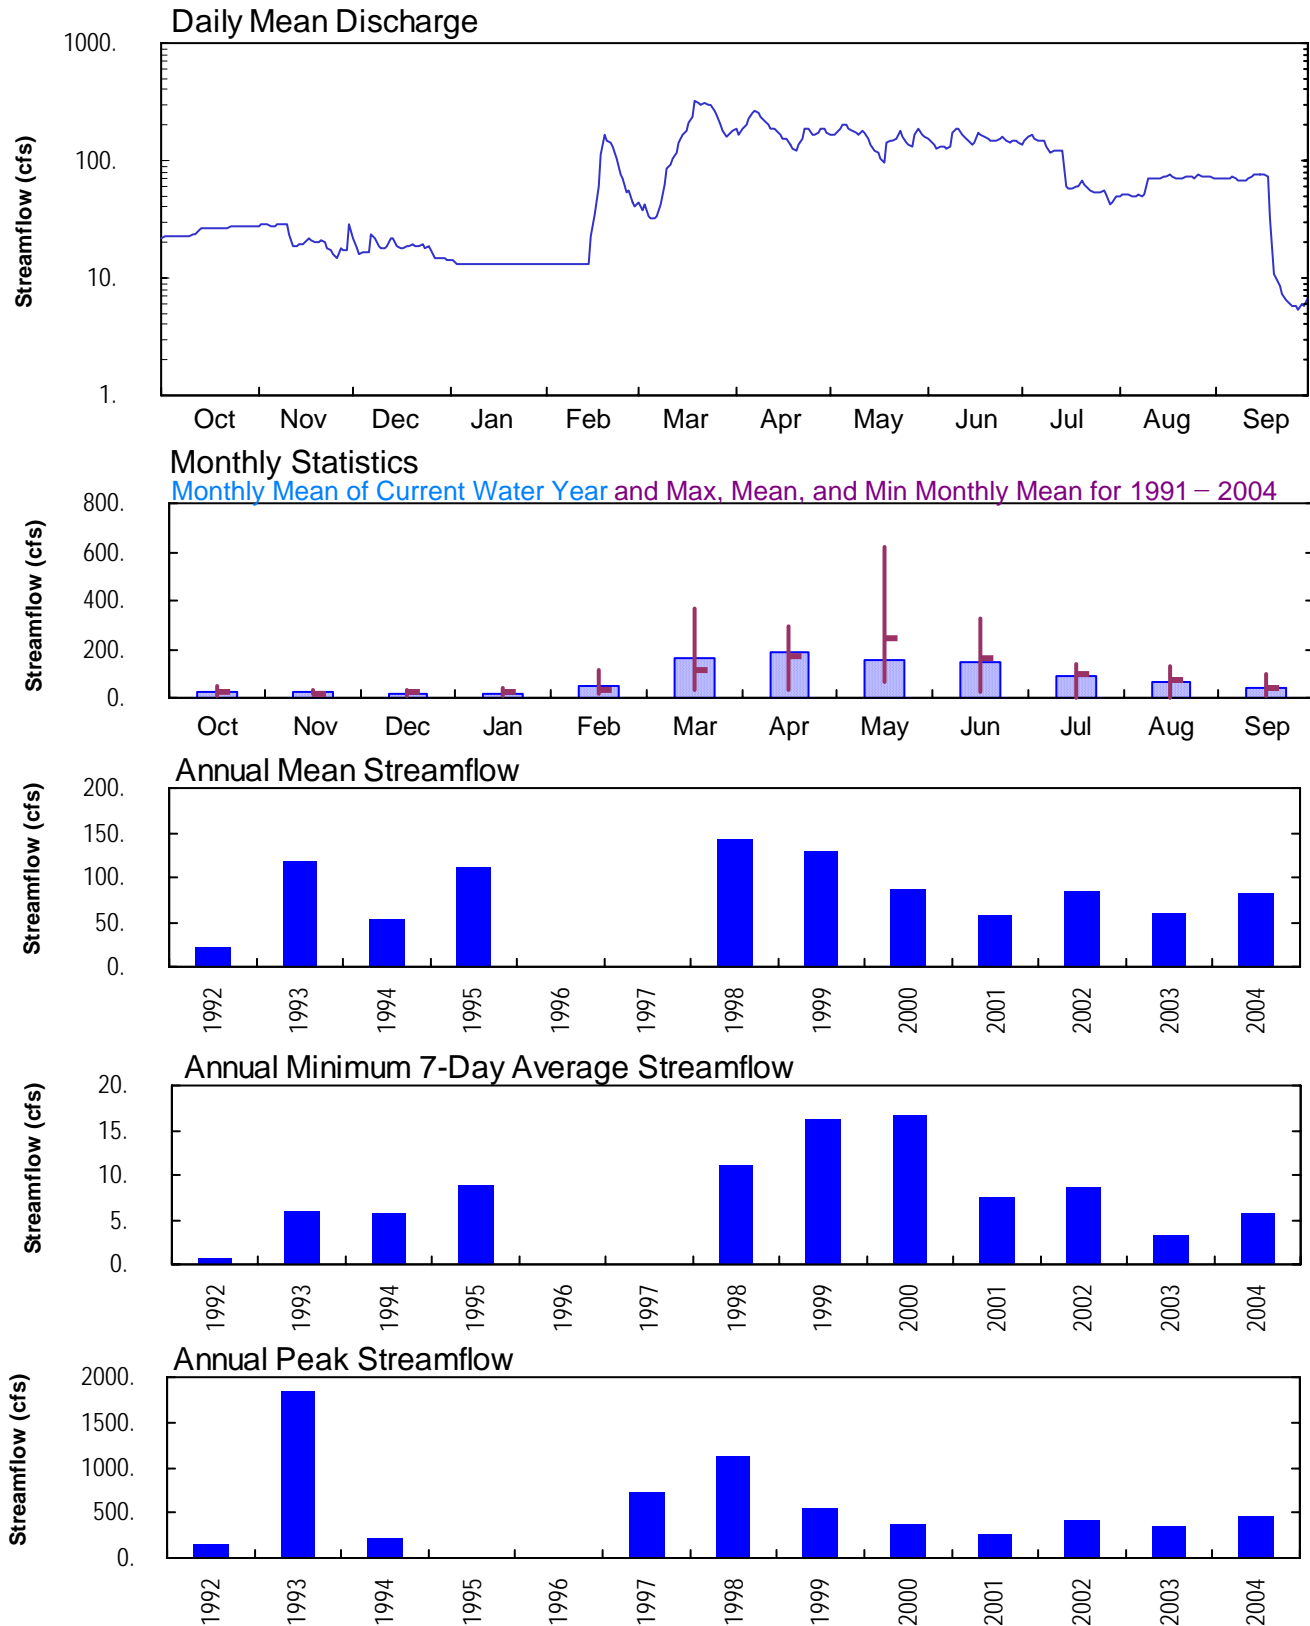 Daily Mean Discharge
Streamflow (cfs)
1000.
100.
10.
1.
Oct Nov Dec Jan Feb Mar Apr May Jun Jul Aug Sep
Monthly Statistics
Monthly Mean of Current Water Year and Max, Mean, and Min Monthly Mean for 1991 – 2004
Streamflow (cfs)
800.
600.
400.
200.
0.
Oct Nov Dec Jan Feb Mar Apr May Jun Jul Aug Sep
Annual Mean Streamflow
Streamflow (cfs)
200.
150.
100.
50.
0.
1992 1993 1994 1995 1996 1997 1998 1999 2000 2001 2002 2003 2004
Annual Minimum 7-Day Average Streamflow
Streamflow (cfs)
20.
15.
10.
5.
0.
1992 1993 1994 1995 1996 1997 1998 1999 2000 2001 2002 2003 2004
Annual Peak Streamflow
Streamflow (cfs)
2000.
1500.
1000.
500.
0.
1992 1993 1994 1995 1996 1997 1998 1999 2000 2001 2002 2003 2004